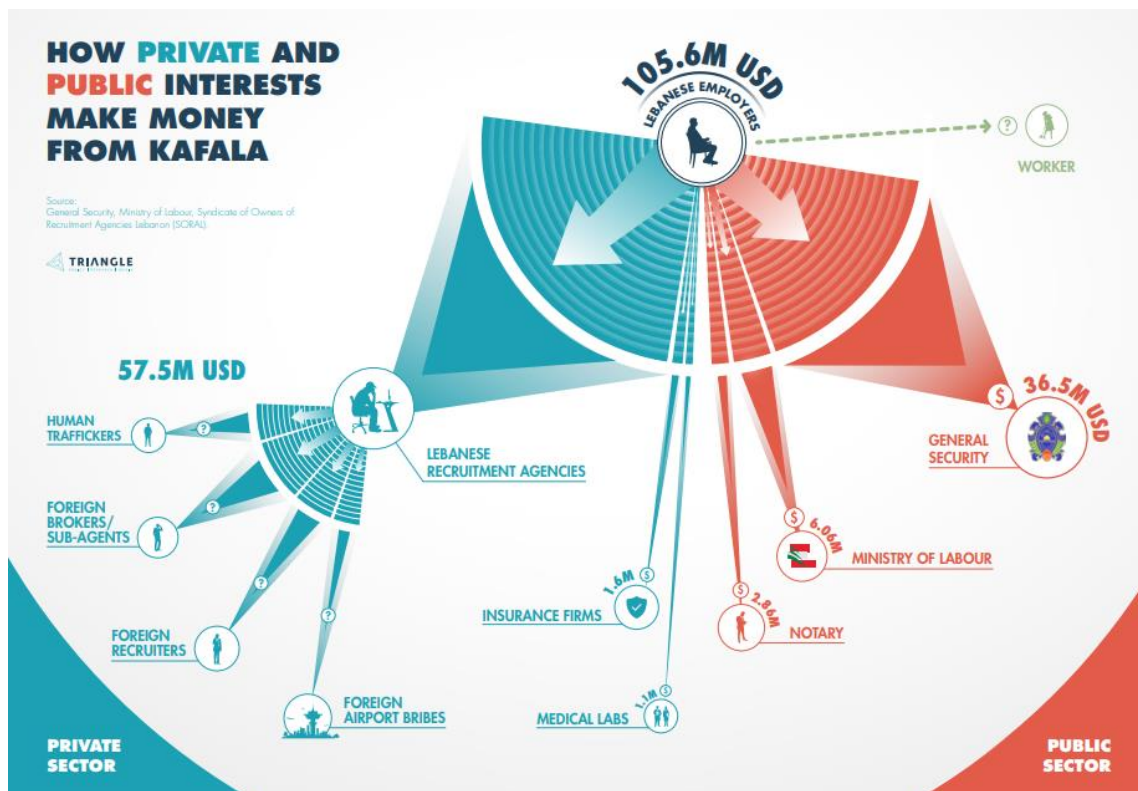 HOW PRIVATE AND
PUBLIC INTERESTS
MAKE MONEY
FROM KAFALA
Source:
General Security, Ministry of Labour, Syndicate of Owners of
Recruitment Agencies Lebanon (SORAL)
TRIANGLE
105.6M USD
LEBANESE EMPLOYERS
?
WORKER
57.5M USD
HUMAN
TRAFFICKERS
?
FOREIGN
BROKERS/
SUB-AGENTS
?
FOREIGN
RECRUITERS
?
FOREIGN
AIRPORT BRIBES
?
LEBANESE
RECRUITMENT AGENCIES
1.6M $
INSURANCE FIRMS
1.1M $
MEDICAL LABS
$ 2.86M
NOTARY
$ 6.06M
MINISTRY OF LABOUR
$ 36.5M USD
GENERAL
SECURITY
PRIVATE
SECTOR
PUBLIC
SECTOR